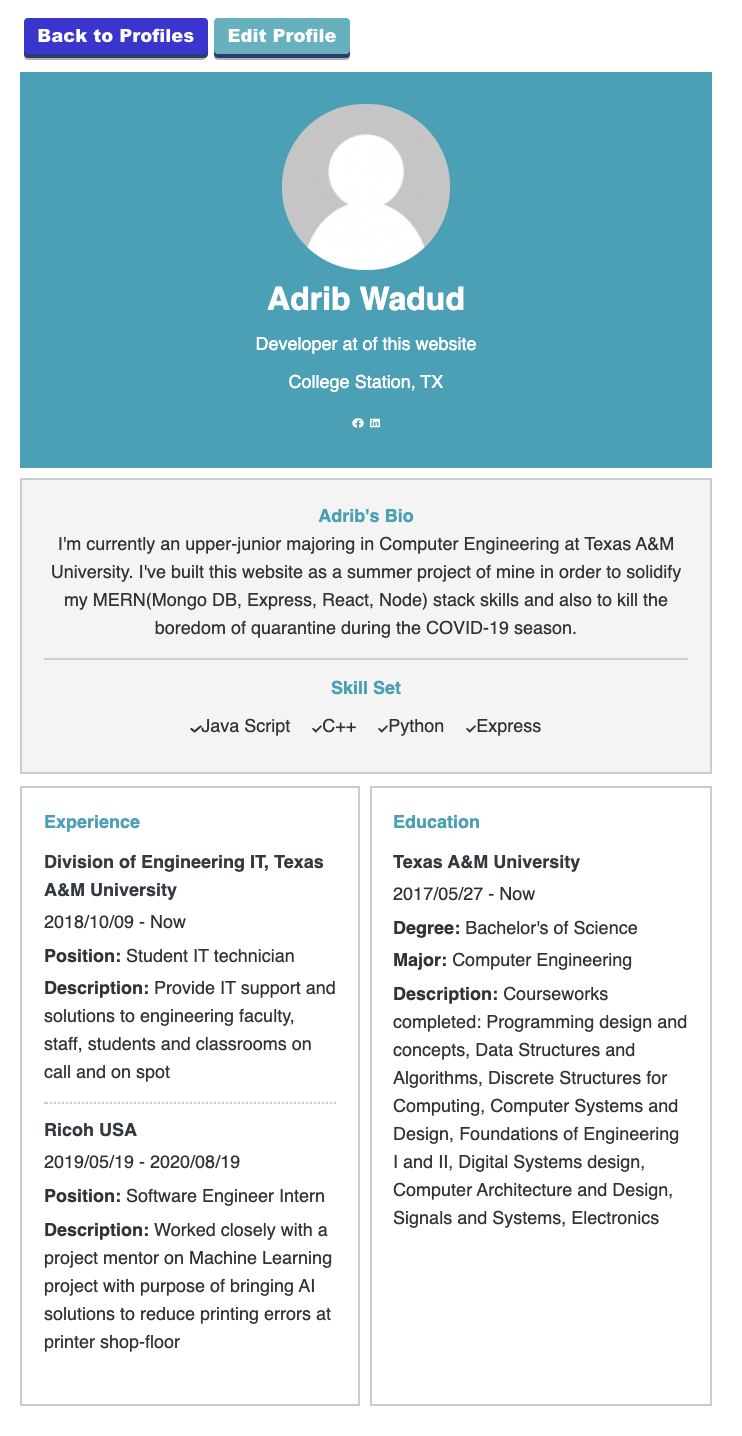 Back to Profiles Edit Profile
Adrib Wadud
Developer at of this website
College Station, TX
Adrib's Bio
I'm currently an upper-junior majoring in Computer Engineering at Texas A&M
University. I've built this website as a summer project of mine in order to solidify
my MERN(Mongo DB, Express, React, Node) stack skills and also to kill the
boredom of quarantine during the COVID-19 season.
Skill Set
✓Java Script ✓C++ ✓Python ✓Express
Experience
Division of Engineering IT, Texas
A&M University
2018/10/09 - Now
Position: Student IT technician
Description: Provide IT support and
solutions to engineering faculty,
staff, students and classrooms on
call and on spot
Ricoh USA
2019/05/19 - 2020/08/19
Position: Software Engineer Intern
Description: Worked closely with a
project mentor on Machine Learning
project with purpose of bringing AI
solutions to reduce printing errors at
printer shop-floor
Education
Texas A&M University
2017/05/27 - Now
Degree: Bachelor's of Science
Major: Computer Engineering
Description: Courseworks
completed: Programming design and
concepts, Data Structures and
Algorithms, Discrete Structures for
Computing, Computer Systems and
Design, Foundations of Engineering
I and II, Digital Systems design,
Computer Architecture and Design,
Signals and Systems, Electronics